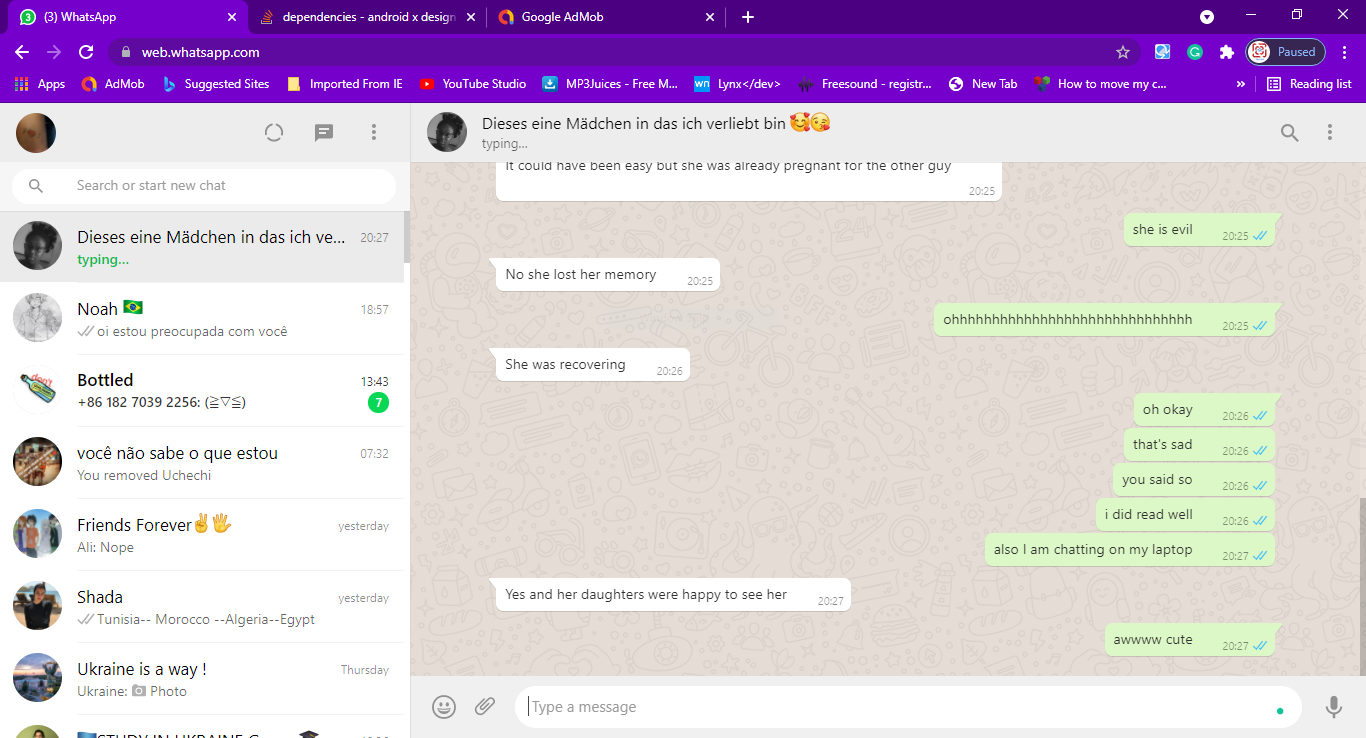 (3) WhatsApp
dependencies - android x design
Google AdMob
web.whatsapp.com
Paused
Apps
AdMob
Suggested Sites
Imported From IE
YouTube Studio
MP3Juices - Free M...
Lynx</dev>
Freesound - registr...
New Tab
How to move my c...
»
Reading list
Search or start new chat
Dieses eine Mädchen in das ich ve... 20:27
typing...
Noah 🇧🇷 18:57
oi estou preocupada com você
Bottled 13:43
+86 182 7039 2256: (≧▽≦) 7
você não sabe o que estou 07:32
You removed Uchechi
Friends Forever✌️🖐️ yesterday
Ali: Nope
Shada yesterday
Tunisia-- Morocco --Algeria--Egypt
Ukraine is a way ! Thursday
Ukraine: Photo
Dieses eine Mädchen in das ich verliebt bin 🥰😘
typing...
It could have been easy but she was already pregnant for the other guy
20:25
she is evil 20:25
No she lost her memory 20:25
ohhhhhhhhhhhhhhhhhhhhhhhhhhhhhh 20:25
She was recovering 20:26
oh okay 20:26
that's sad 20:26
you said so 20:26
i did read well 20:26
also I am chatting on my laptop 20:27
Yes and her daughters were happy to see her 20:27
awwww cute 20:27
Type a message